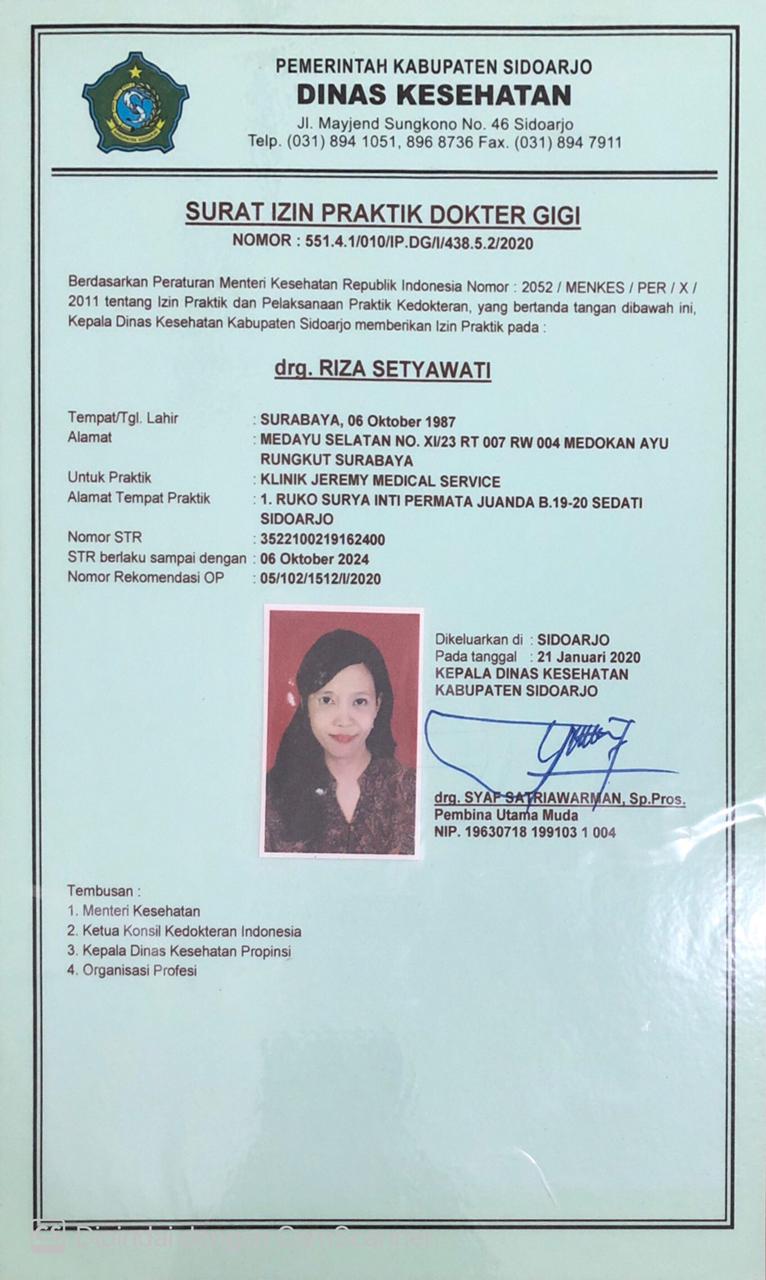 PEMERINTAH KABUPATEN SIDOARJO
DINAS KESEHATAN
Jl. Mayjend Sungkono No. 46 Sidoarjo
Telp. (031) 894 1051, 896 8736 Fax. (031) 894 7911
SURAT IZIN PRAKTIK DOKTER GIGI
NOMOR : 551.4.1/010/IP.DG/I/438.5.2/2020
Berdasarkan Peraturan Menteri Kesehatan Republik Indonesia Nomor : 2052 / MENKES / PER / X /
2011 tentang Izin Praktik dan Pelaksanaan Praktik Kedokteran, yang bertanda tangan dibawah ini,
Kepala Dinas Kesehatan Kabupaten Sidoarjo memberikan Izin Praktik pada :
drg. RIZA SETYAWATI
Tempat/Tgl. Lahir : SURABAYA, 06 Oktober 1987
Alamat : MEDAYU SELATAN NO. XI/23 RT 007 RW 004 MEDOKAN AYU
RUNGKUT SURABAYA
Untuk Praktik : KLINIK JEREMY MEDICAL SERVICE
Alamat Tempat Praktik : 1. RUKO SURYA INTI PERMATA JUANDA B.19-20 SEDATI
SIDOARJO
Nomor STR : 3522100219162400
STR berlaku sampai dengan : 06 Oktober 2024
Nomor Rekomendasi OP : 05/102/1512/I/2020
Dikeluarkan di : SIDOARJO
Pada tanggal : 21 Januari 2020
KEPALA DINAS KESEHATAN
KABUPATEN SIDOARJO
drg. SYAF SATRIAWARMAN, Sp.Pros.
Pembina Utama Muda
NIP. 19630718 199103 1 004
Tembusan :
1. Menteri Kesehatan
2. Ketua Konsil Kedokteran Indonesia
3. Kepala Dinas Kesehatan Propinsi
4. Organisasi Profesi
CS Dipindai dengan CamScanner